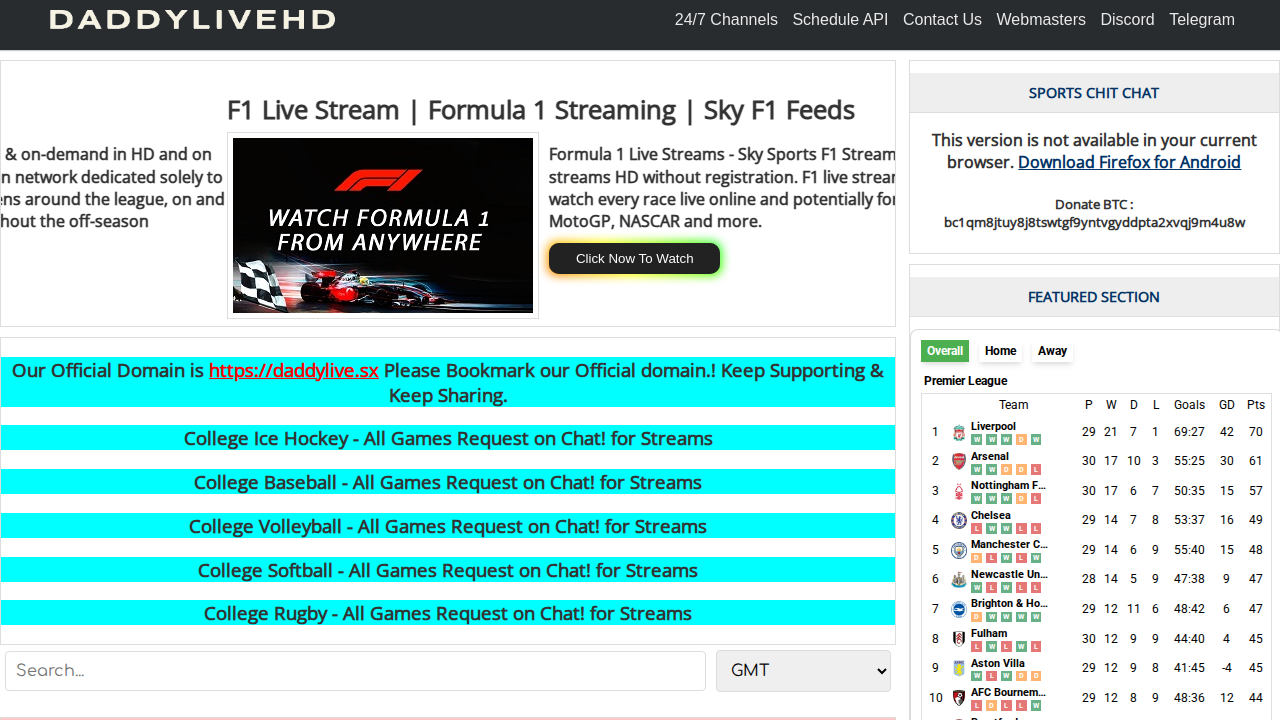 DADDYLIVEHD
24/7 Channels Schedule API Contact Us Webmasters Discord Telegram
F1 Live Stream | Formula 1 Streaming | Sky F1 Feeds
& on-demand in HD and on
n network dedicated solely to
ens around the league, on and
hout the off-season
WATCH FORMULA 1
FROM ANYWHERE
Formula 1 Live Streams - Sky Sports F1 Stream
streams HD without registration. F1 live strear
watch every race live online and potentially for
MotoGP, NASCAR and more.
Click Now To Watch
Our Official Domain is https://daddylive.sx Please Bookmark our Official domain.! Keep Supporting &
Keep Sharing.
College Ice Hockey - All Games Request on Chat! for Streams
College Baseball - All Games Request on Chat! for Streams
College Volleyball - All Games Request on Chat! for Streams
College Softball - All Games Request on Chat! for Streams
College Rugby - All Games Request on Chat! for Streams
Search...
GMT
SPORTS CHIT CHAT
This version is not available in your current
browser. Download Firefox for Android
Donate BTC :
bc1qm8jtuy8j8tswtgf9yntvgyddpta2xvqj9m4u8w
FEATURED SECTION
Overall Home Away
Premier League
Team P W D L Goals GD Pts
1 Liverpool 29 21 7 1 69:27 42 70
W W W D W
2 Arsenal 30 17 10 3 55:25 30 61
W W D D L
3 Nottingham F... 30 17 6 7 50:35 15 57
W W W D L
4 Chelsea 29 14 7 8 53:37 16 49
L W W L L
5 Manchester C... 29 14 6 9 55:40 15 48
D L W L W
6 Newcastle Un... 28 14 5 9 47:38 9 47
W L W L L
7 Brighton & Ho... 29 12 11 6 48:42 6 47
D W W W W
8 Fulham 30 12 9 9 44:40 4 45
L W L W L
9 Aston Villa 29 12 9 8 41:45 -4 45
W L W D D
10 AFC Bournem... 29 12 8 9 48:36 12 44
L D L L W